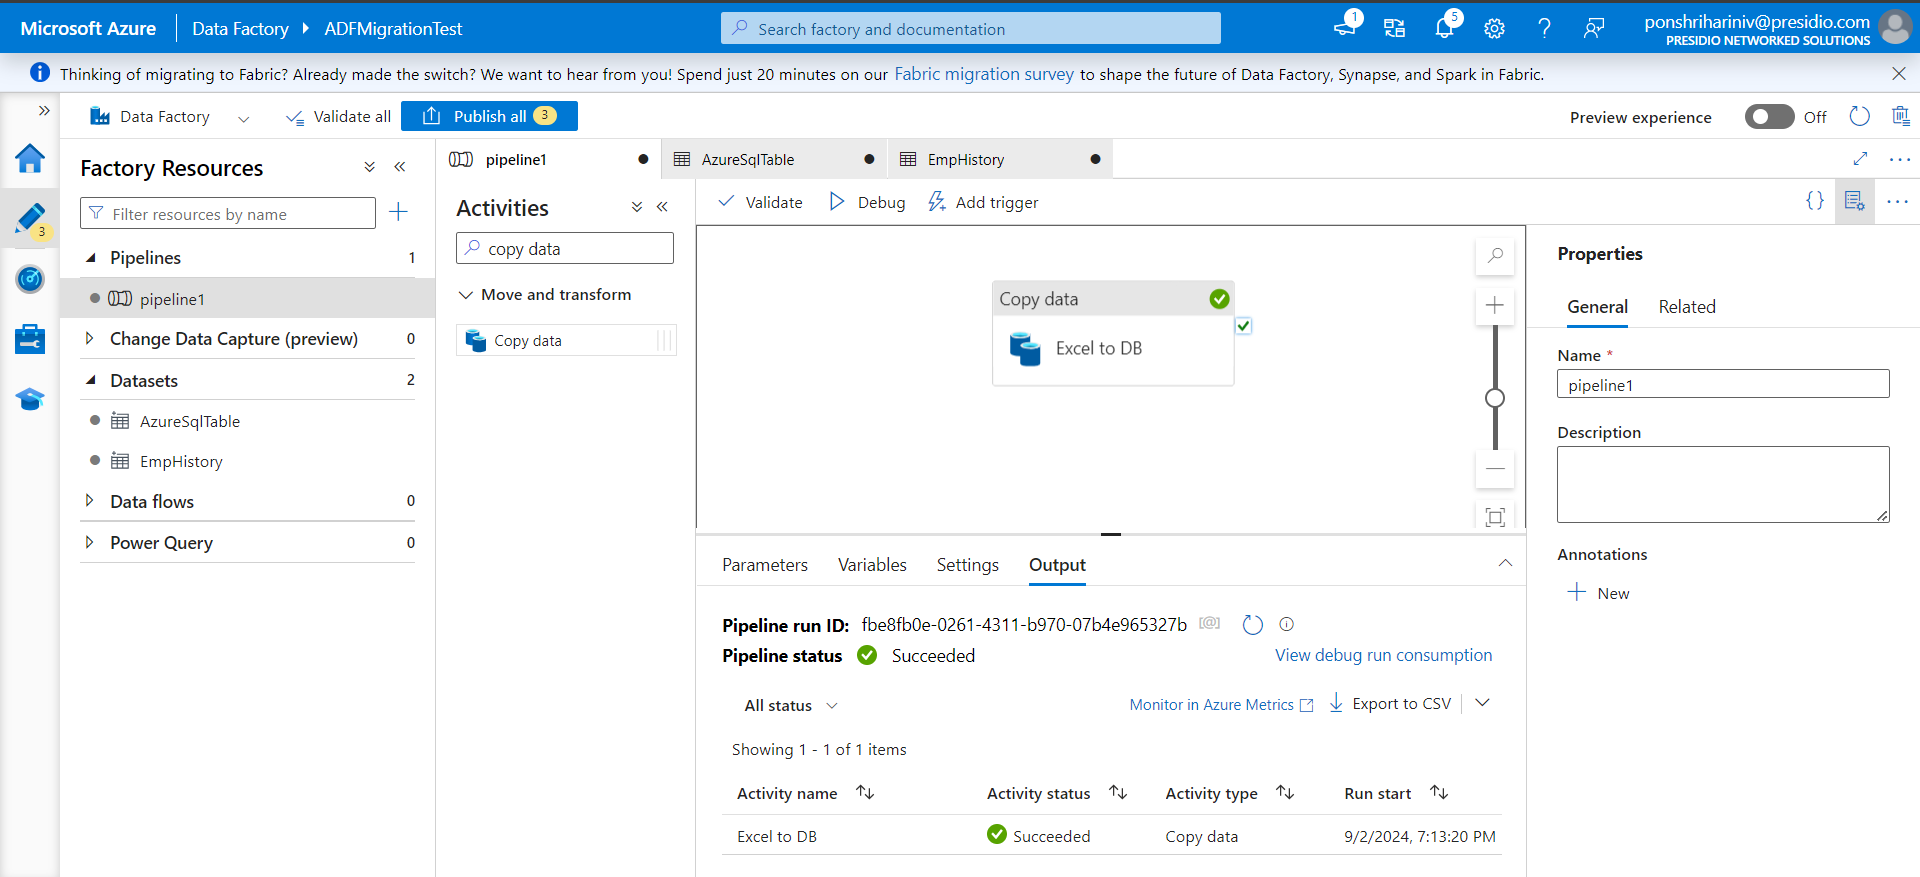 Microsoft Azure
Data Factory
ADFMigrationTest
Search factory and documentation
1
5
ponshrihariniv@presidio.com
PRESIDIO NETWORKED SOLUTIONS
Thinking of migrating to Fabric? Already made the switch? We want to hear from you! Spend just 20 minutes on our Fabric migration survey to shape the future of Data Factory, Synapse, and Spark in Fabric.
Data Factory
Validate all
Publish all 3
Preview experience
Off
3
Factory Resources
Filter resources by name
Pipelines 1
pipeline1
Change Data Capture (preview) 0
Datasets 2
AzureSqlTable
EmpHistory
Data flows 0
Power Query 0
pipeline1
AzureSqlTable
EmpHistory
Activities
copy data
Move and transform
Copy data
Validate
Debug
Add trigger
{}
Copy data
Excel to DB
Parameters
Variables
Settings
Output
Pipeline run ID: fbe8fb0e-0261-4311-b970-07b4e965327b [@]
Pipeline status Succeeded
View debug run consumption
All status
Monitor in Azure Metrics
Export to CSV
Showing 1 - 1 of 1 items
Activity name Activity status Activity type Run start
Excel to DB Succeeded Copy data 9/2/2024, 7:13:20 PM
Properties
General
Related
Name *
pipeline1
Description
Annotations
New